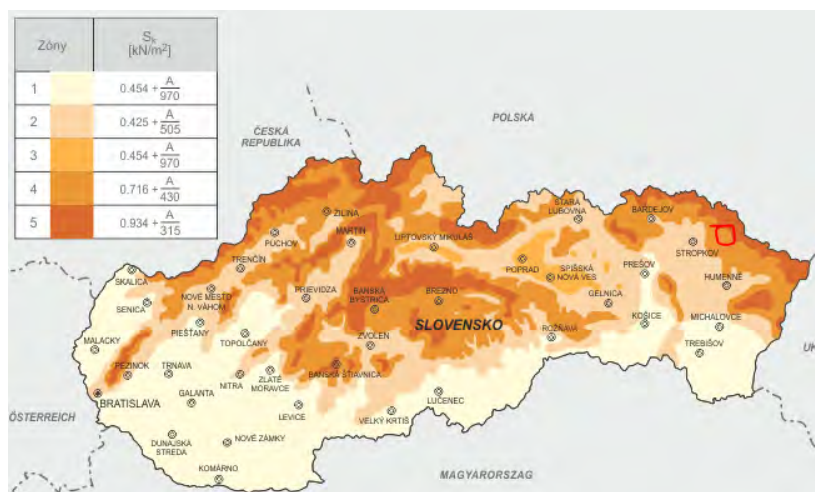 Zóny Sk [kN/m²]
1 0.454 + A/970
2 0.425 + A/505
3 0.454 + A/970
4 0.716 + A/430
5 0.934 + A/315
POLSKA
ČESKÁ
REPUBLIKA
STARÁ
ĽUBOVNA
BARDEJOV
ŽILINA
PÚCHOV
MARTIN
LIPTOVSKÝ MIKULÁŠ
STROPKOV
TRENČÍN
POPRAD
SPIŠSKÁ
NOVÁ VES
PREŠOV
SKALICA
HUMENNÉ
SENICA
NOVÉ MESTO
N. VÁHOM
PRIEVIDZA
BANSKÁ
BYSTRICA
BREZNO
GELNICA
PIEŠŤANY
TOPOĽČANY
SLOVENSKO
KOŠICE
MICHALOVCE
MALACKY
ZVOLEN
ROŽŇAVA
TREBIŠOV
UK
PEZINOK
TRNAVA
NITRA
ZLATÉ
MORAVCE
BANSKÁ ŠTIAVNICA
BRATISLAVA
GALANTA
LEVICE
LUČENEC
VEĽKÝ KRTÍŠ
ÖSTERREICH
DUNAJSKÁ
STREDA
NOVÉ ZÁMKY
KOMÁRNO
MAGYARORSZÁG